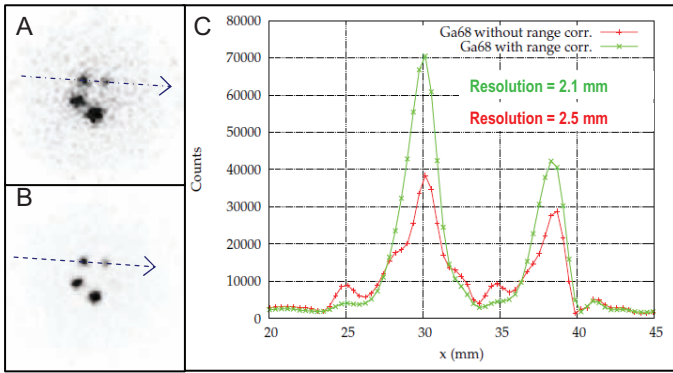 A
B
C
Ga68 without range corr.
Ga68 with range corr.
Resolution = 2.1 mm
Resolution = 2.5 mm
Counts
80000
70000
60000
50000
40000
30000
20000
10000
0
20
25
30
35
40
45
x (mm)